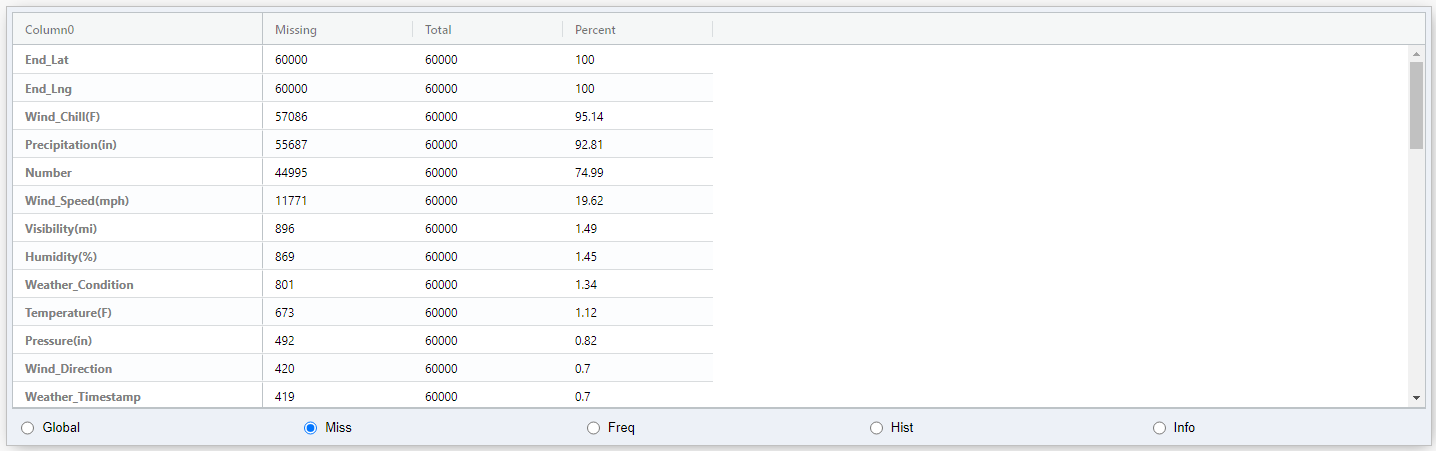 Column0 Missing Total Percent
End_Lat 60000 60000 100
End_Lng 60000 60000 100
Wind_Chill(F) 57086 60000 95.14
Precipitation(in) 55687 60000 92.81
Number 44995 60000 74.99
Wind_Speed(mph) 11771 60000 19.62
Visibility(mi) 896 60000 1.49
Humidity(%) 869 60000 1.45
Weather_Condition 801 60000 1.34
Temperature(F) 673 60000 1.12
Pressure(in) 492 60000 0.82
Wind_Direction 420 60000 0.7
Weather_Timestamp 419 60000 0.7
Global Miss Freq Hist Info